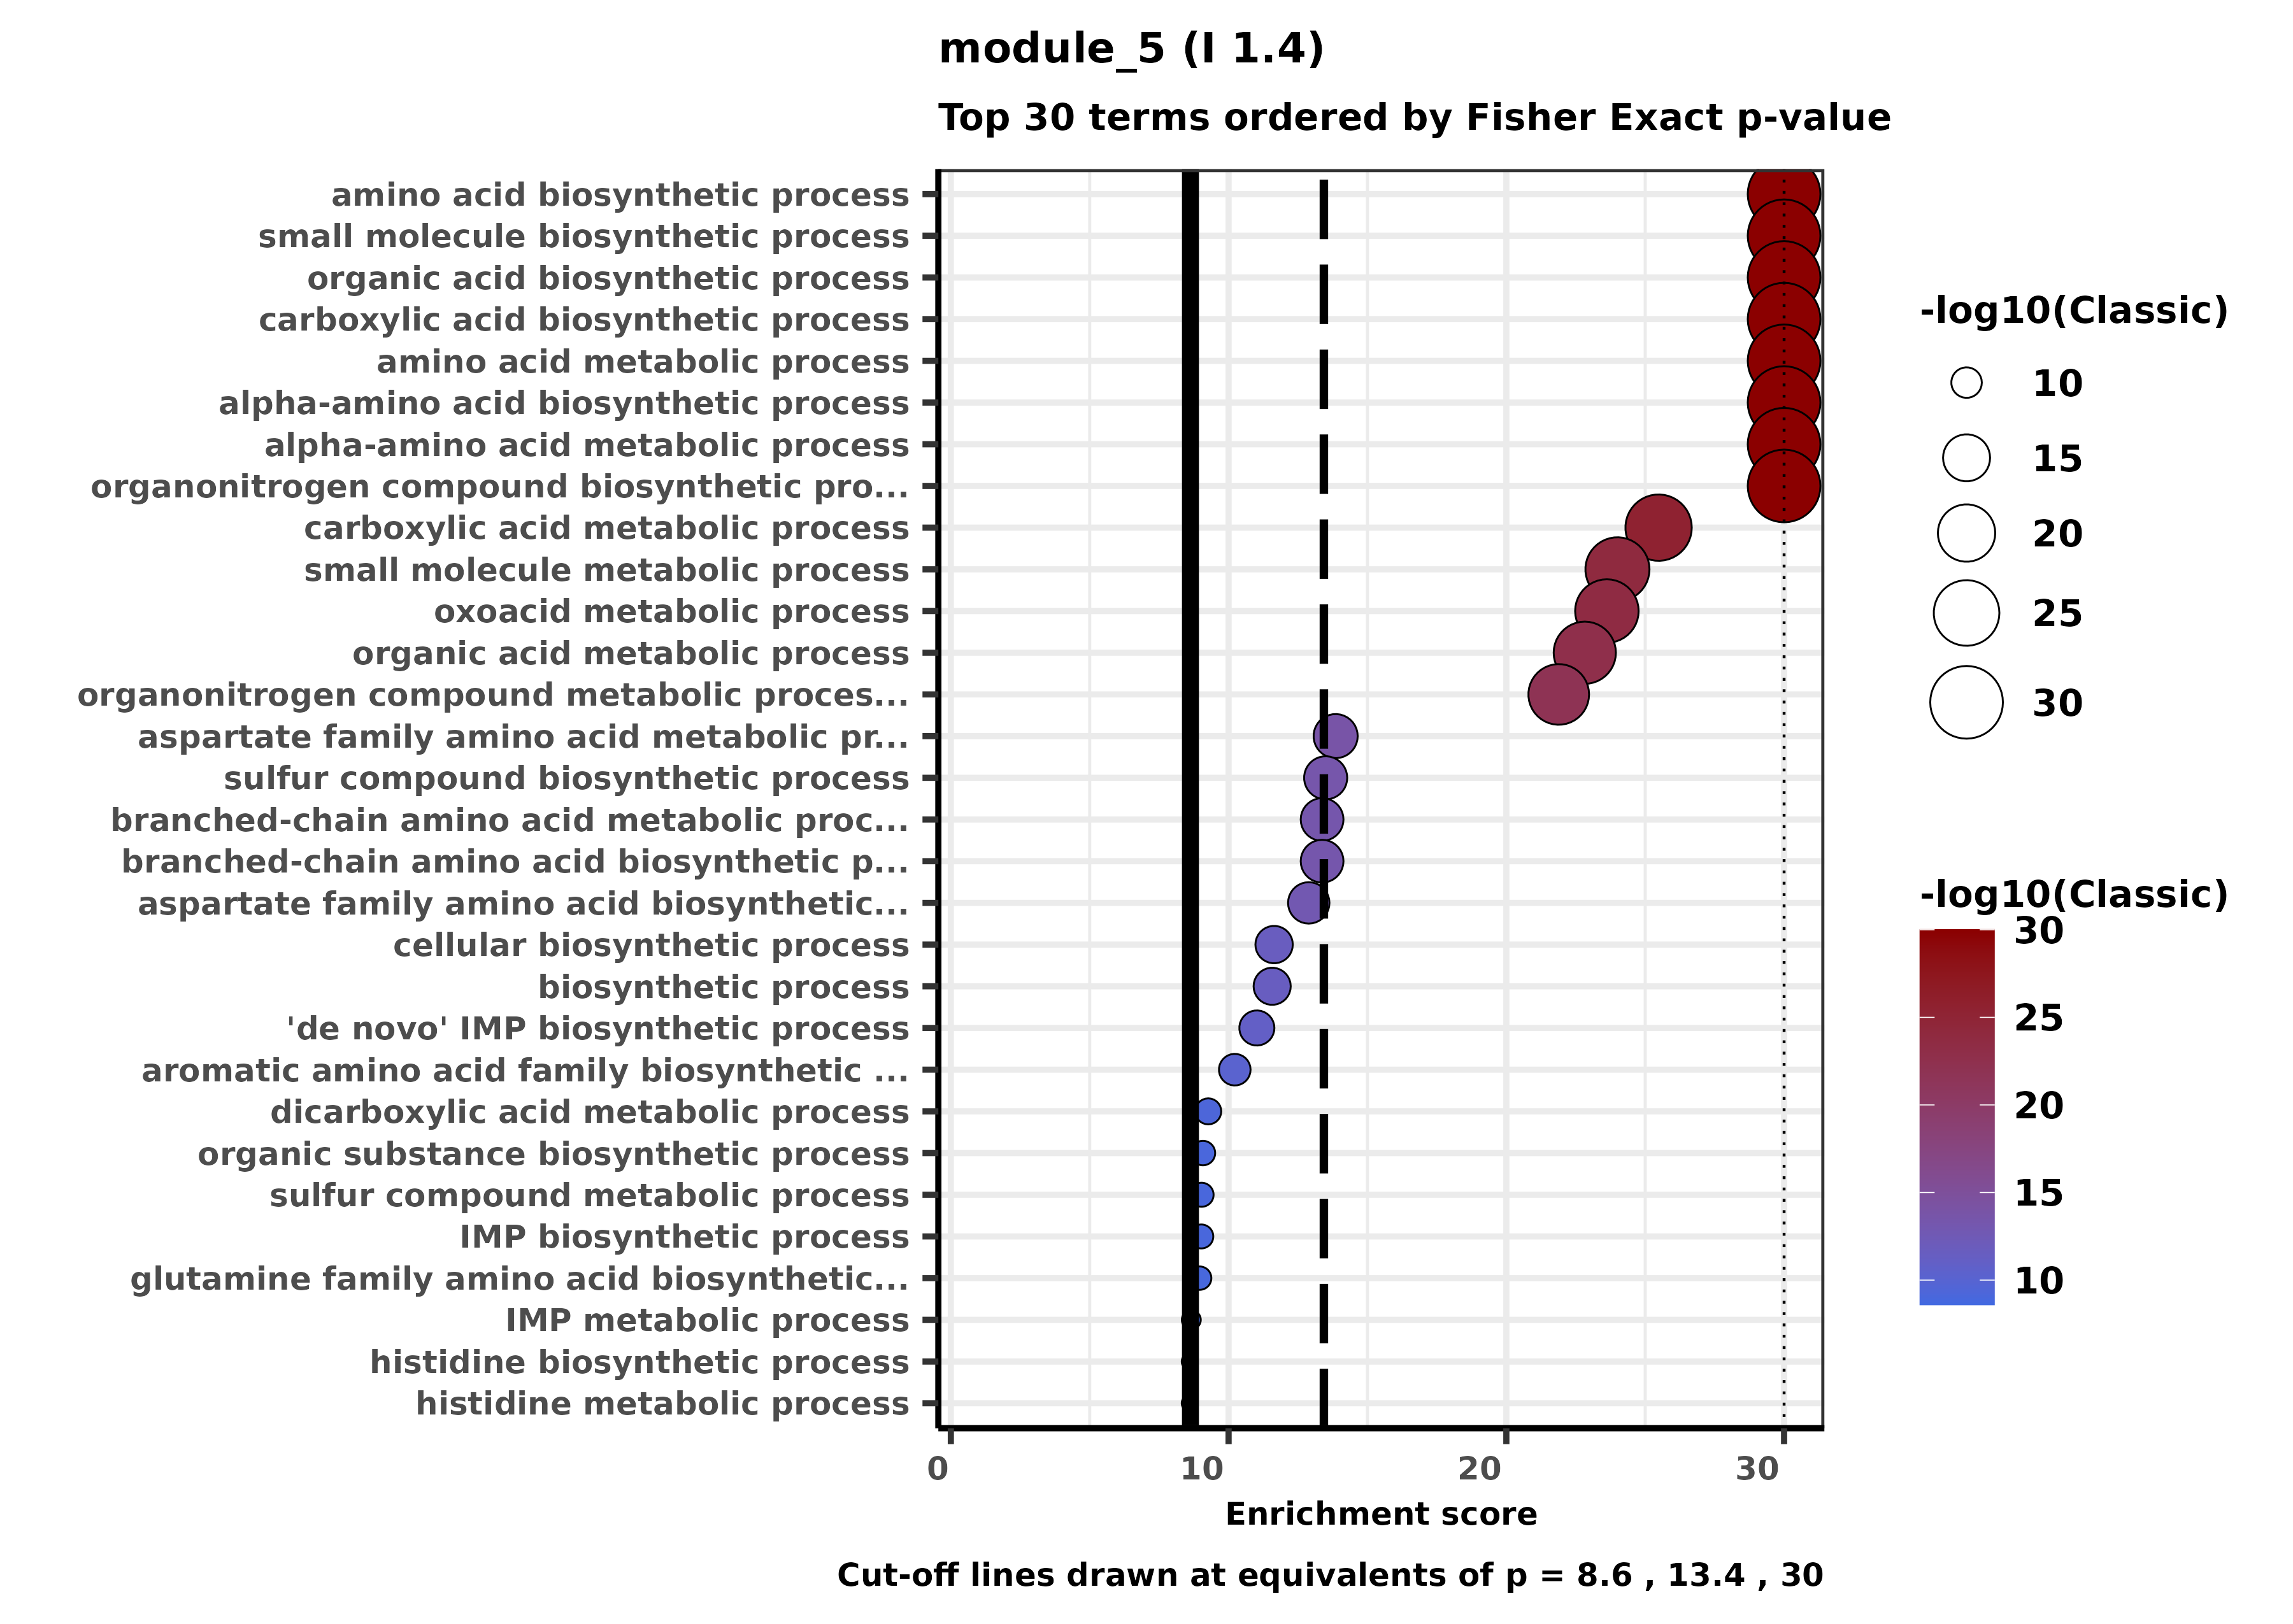 module_5 (I 1.4)
Top 30 terms ordered by Fisher Exact p-value
amino acid biosynthetic process
small molecule biosynthetic process
organic acid biosynthetic process
carboxylic acid biosynthetic process
amino acid metabolic process
alpha-amino acid biosynthetic process
alpha-amino acid metabolic process
organonitrogen compound biosynthetic pro...
carboxylic acid metabolic process
small molecule metabolic process
oxoacid metabolic process
organic acid metabolic process
organonitrogen compound metabolic proces...
aspartate family amino acid metabolic pr...
sulfur compound biosynthetic process
branched-chain amino acid metabolic proc...
branched-chain amino acid biosynthetic p...
aspartate family amino acid biosynthetic...
cellular biosynthetic process
biosynthetic process
'de novo' IMP biosynthetic process
aromatic amino acid family biosynthetic ...
dicarboxylic acid metabolic process
organic substance biosynthetic process
sulfur compound metabolic process
IMP biosynthetic process
glutamine family amino acid biosynthetic...
IMP metabolic process
histidine biosynthetic process
histidine metabolic process
0 10 20 30
Enrichment score
Cut-off lines drawn at equivalents of p = 8.6 , 13.4 , 30
-log10(Classic)
10
15
20
25
30
-log10(Classic)
30
25
20
15
10